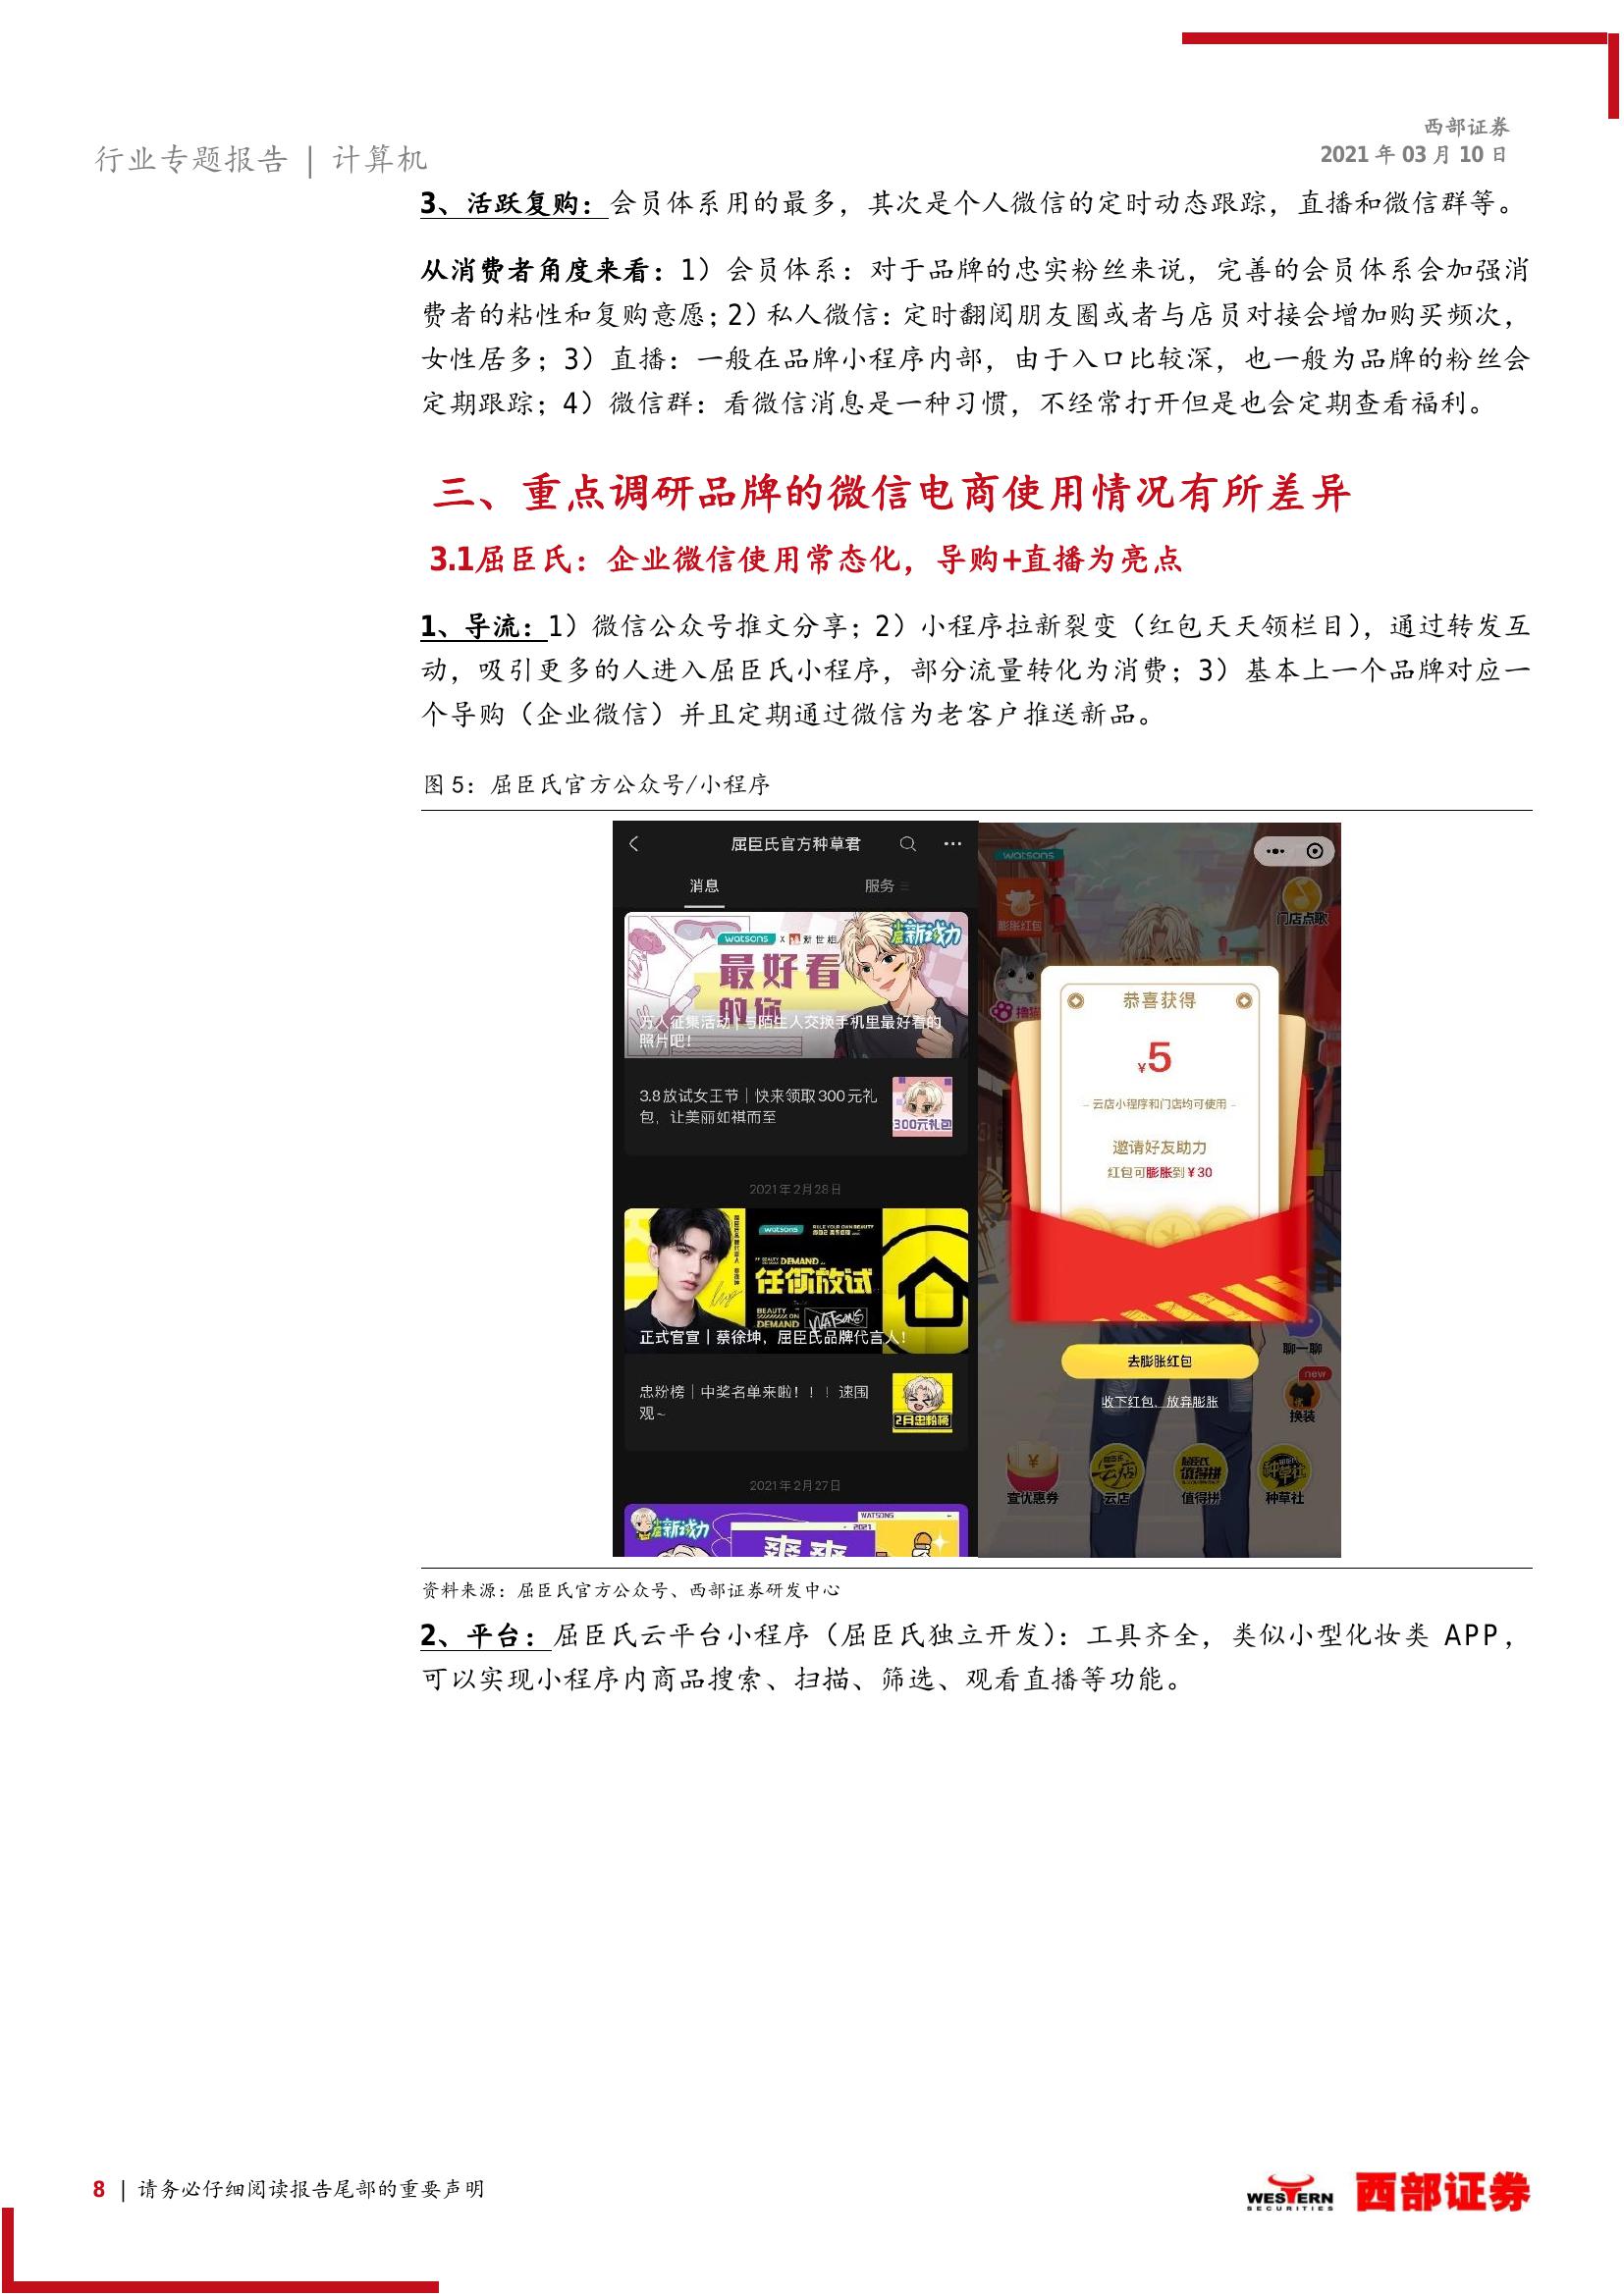 西部证券
行业专题报告 | 计算机
2021 年 03 月 10 日
3、活跃复购：会员体系用的最多，其次是个人微信的定时动态跟踪，直播和微信群等。
从消费者角度来看：1）会员体系：对于品牌的忠实粉丝来说，完善的会员体系会加强消
费者的粘性和复购意愿；2）私人微信：定时翻阅朋友圈或者与店员对接会增加购买频次，
女性居多；3）直播：一般在品牌小程序内部，由于入口比较深，也一般为品牌的粉丝会
定期跟踪；4）微信群：看微信消息是一种习惯，不经常打开但是也会定期查看福利。
三、重点调研品牌的微信电商使用情况有所差异
3.1屈臣氏：企业微信使用常态化，导购+直播为亮点
1、导流：1）微信公众号推文分享；2）小程序拉新裂变（红包天天领栏目），通过转发互
动，吸引更多的人进入屈臣氏小程序，部分流量转化为消费；3）基本上一个品牌对应一
个导购（企业微信）并且定期通过微信为老客户推送新品。
图 5：屈臣氏官方公众号/小程序
屈臣氏官方种草君
消息
服务
watsons x 新世相
小屈新沏力
最好看
的你
万人征集活动 | 与陌生人交换手机里最好看的
照片吧！
3.8放试女王节｜快来领取300元礼
包，让美丽如祺而至
300元礼包
2021年2月28日
watsons
DEMAND
任你放试
BEAUTY
ON
DEMAND
WATSONS
正式官宣｜蔡徐坤，屈臣氏品牌代言人！
忠粉榜｜中奖名单来啦！！！速围
观~
2月忠粉榜
2021年2月27日
WATSONS
2021
爽爽
watsons
膨胀红包
门店点歌
撸猫
恭喜获得
¥5
- 云店小程序和门店均可使用 -
邀请好友助力
红包可膨胀到¥30
去膨胀红包
收下红包，放弃膨胀
聊一聊
new
换装
查优惠券
云店
值得拼
种草社
资料来源：屈臣氏官方公众号、西部证券研发中心
2、平台：屈臣氏云平台小程序（屈臣氏独立开发）：工具齐全，类似小型化妆类 APP，
可以实现小程序内商品搜索、扫描、筛选、观看直播等功能。
8 | 请务必仔细阅读报告尾部的重要声明
WESTERN
SECURITIES
西部证券